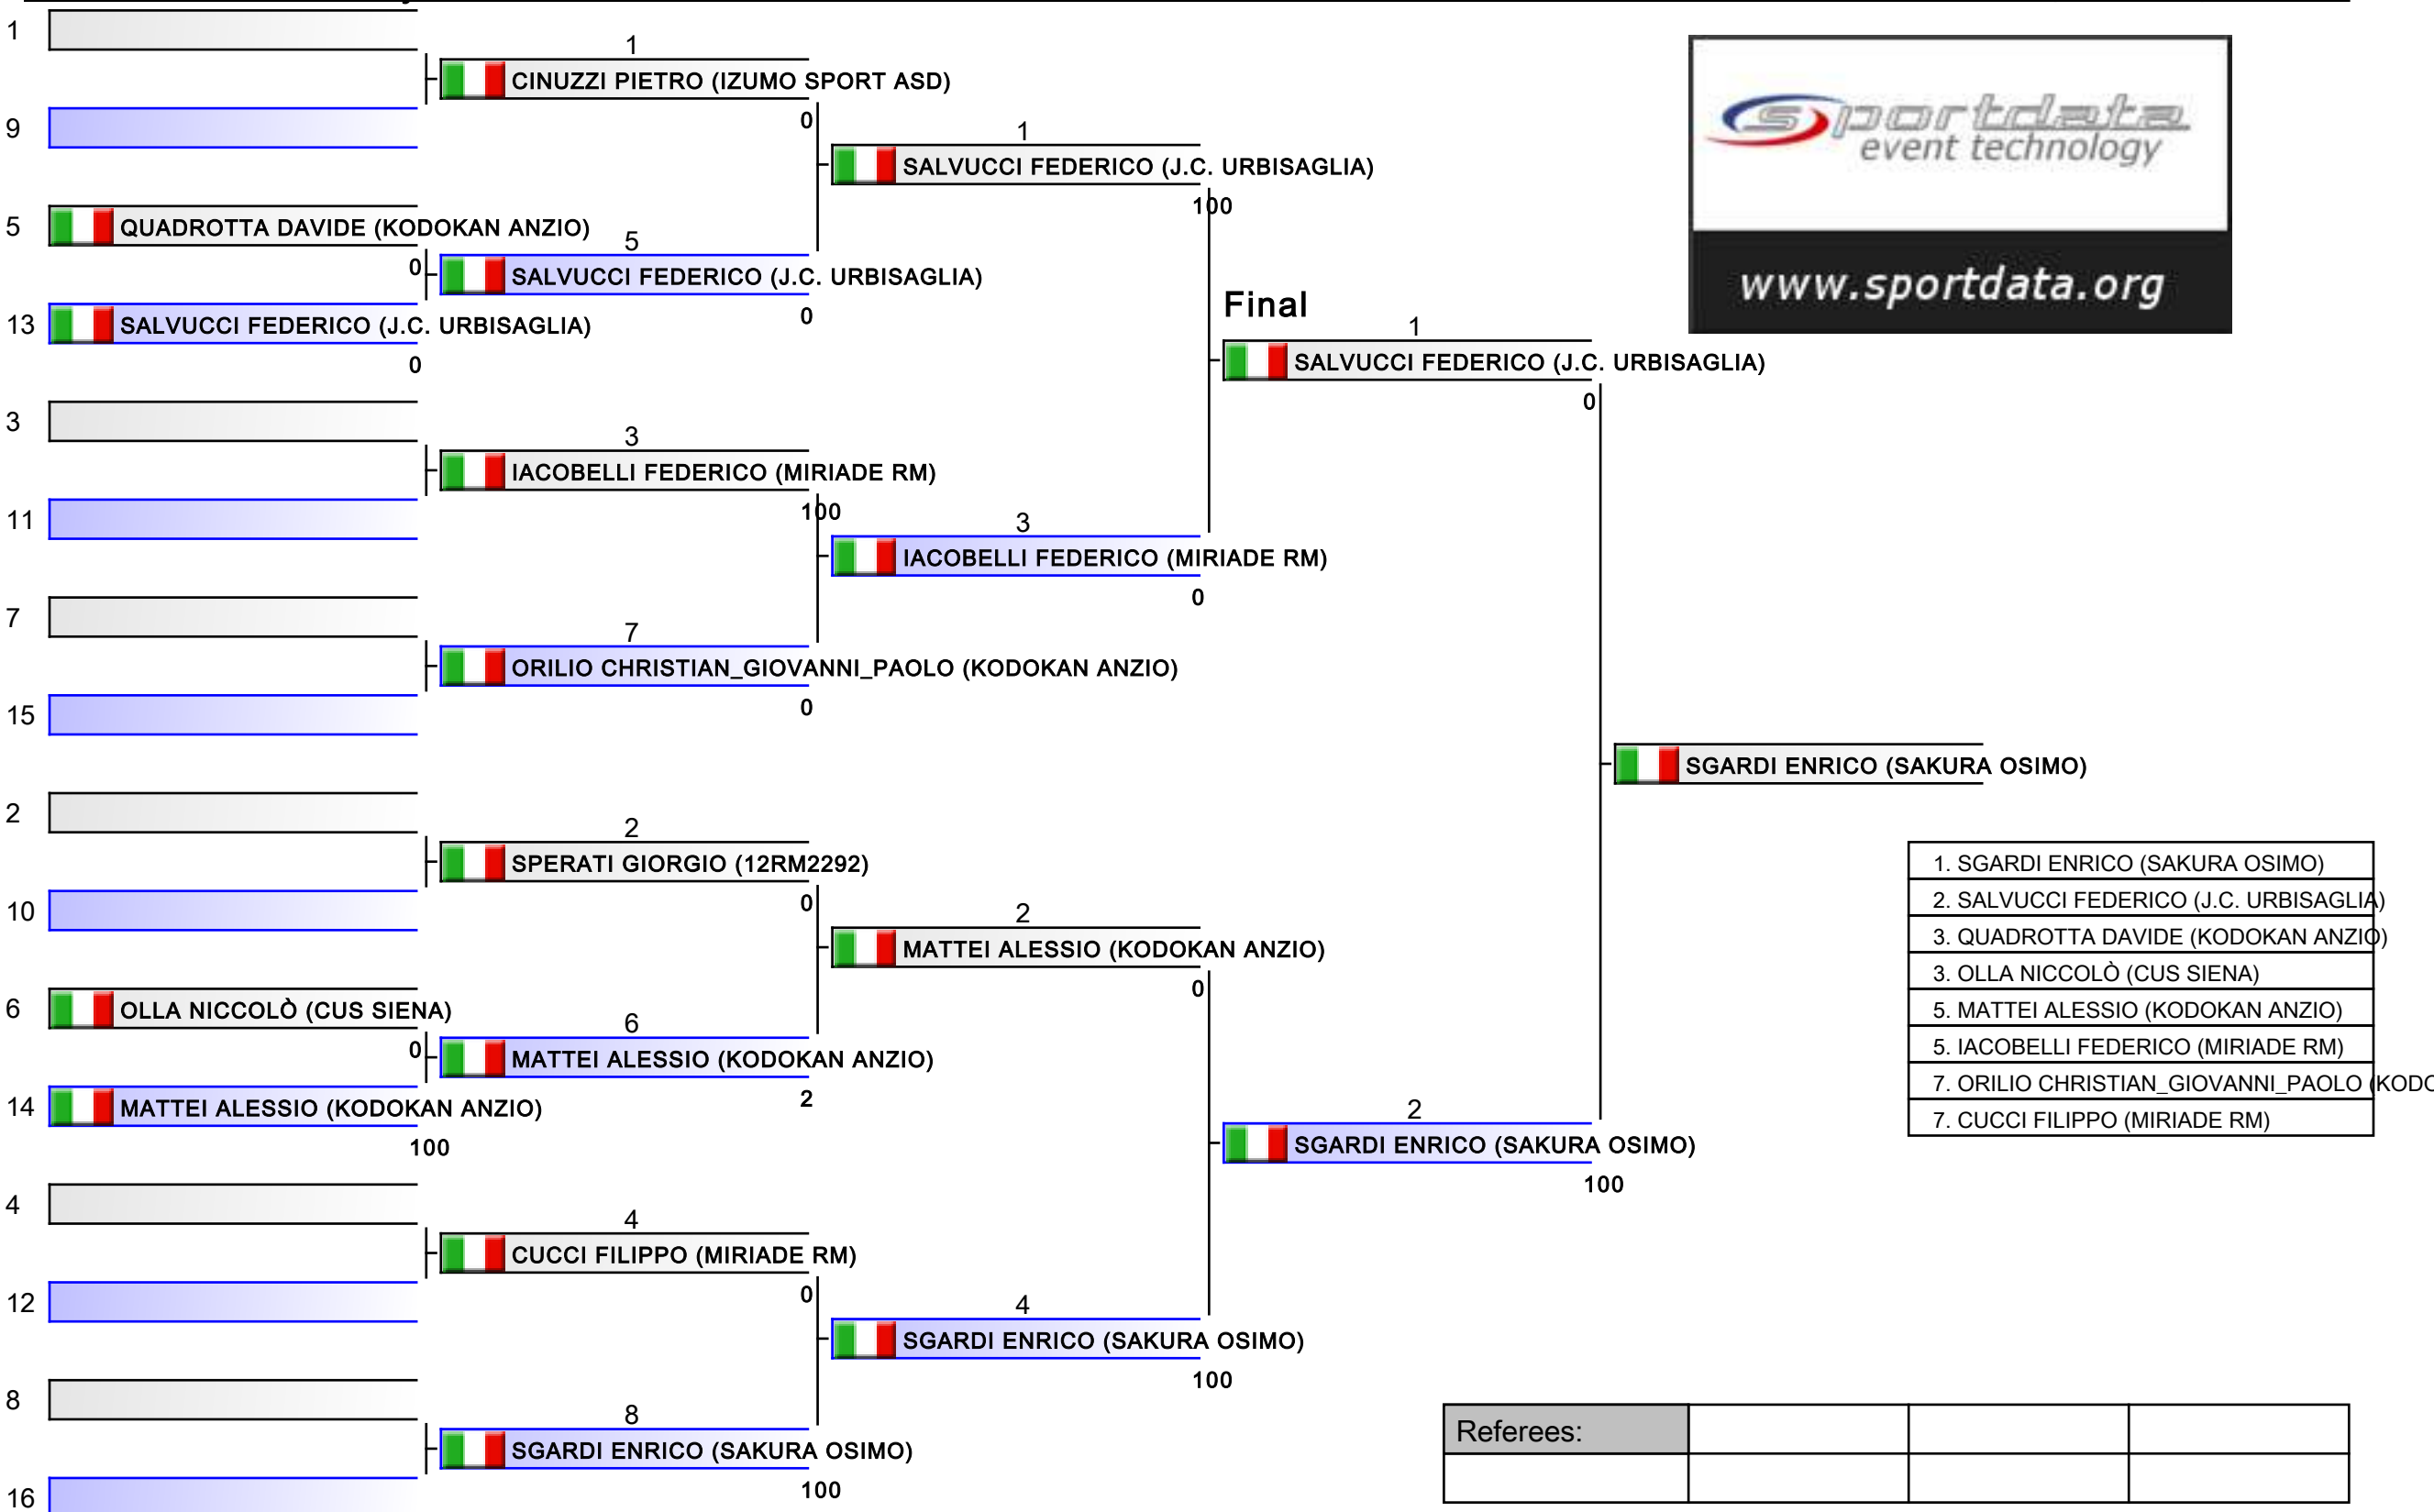 1
1
CINUZZI PIETRO (IZUMO SPORT ASD)
0
9
1
SALVUCCI FEDERICO (J.C. URBISAGLIA)
100
5
QUADROTTA DAVIDE (KODOKAN ANZIO)
0
5
SALVUCCI FEDERICO (J.C. URBISAGLIA)
0
13
SALVUCCI FEDERICO (J.C. URBISAGLIA)
0
sportdata
event technology
www.sportdata.org
Final
1
SALVUCCI FEDERICO (J.C. URBISAGLIA)
0
3
3
IACOBELLI FEDERICO (MIRIADE RM)
100
11
3
IACOBELLI FEDERICO (MIRIADE RM)
0
7
7
ORILIO CHRISTIAN_GIOVANNI_PAOLO (KODOKAN ANZIO)
0
15
SGARDI ENRICO (SAKURA OSIMO)
2
2
SPERATI GIORGIO (12RM2292)
0
10
2
MATTEI ALESSIO (KODOKAN ANZIO)
0
6
OLLA NICCOLÒ (CUS SIENA)
0
6
MATTEI ALESSIO (KODOKAN ANZIO)
2
14
MATTEI ALESSIO (KODOKAN ANZIO)
100
2
SGARDI ENRICO (SAKURA OSIMO)
100
1. SGARDI ENRICO (SAKURA OSIMO)
2. SALVUCCI FEDERICO (J.C. URBISAGLIA)
3. QUADROTTA DAVIDE (KODOKAN ANZIO)
3. OLLA NICCOLÒ (CUS SIENA)
5. MATTEI ALESSIO (KODOKAN ANZIO)
5. IACOBELLI FEDERICO (MIRIADE RM)
7. ORILIO CHRISTIAN_GIOVANNI_PAOLO
7. CUCCI FILIPPO (MIRIADE RM)
4
4
CUCCI FILIPPO (MIRIADE RM)
0
12
4
SGARDI ENRICO (SAKURA OSIMO)
100
8
8
SGARDI ENRICO (SAKURA OSIMO)
100
16
Referees: